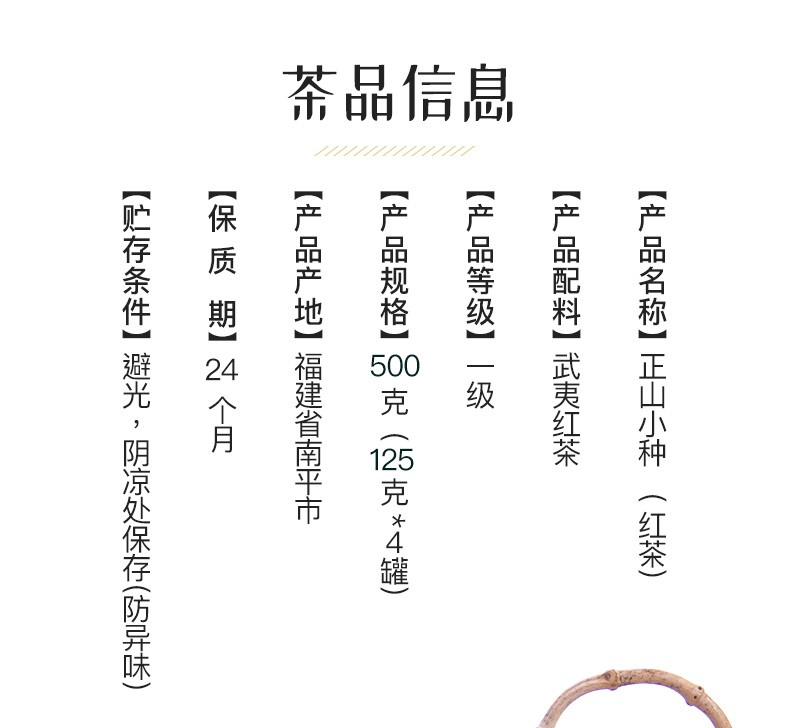 茶品信息
【产品名称】正山小种（红茶）
【产品配料】武夷红茶
【产品等级】一级
【产品规格】500克（125克*4罐）
【产品产地】福建省南平市
【保质期】24个月
【贮存条件】避光，阴凉处保存(防异味)